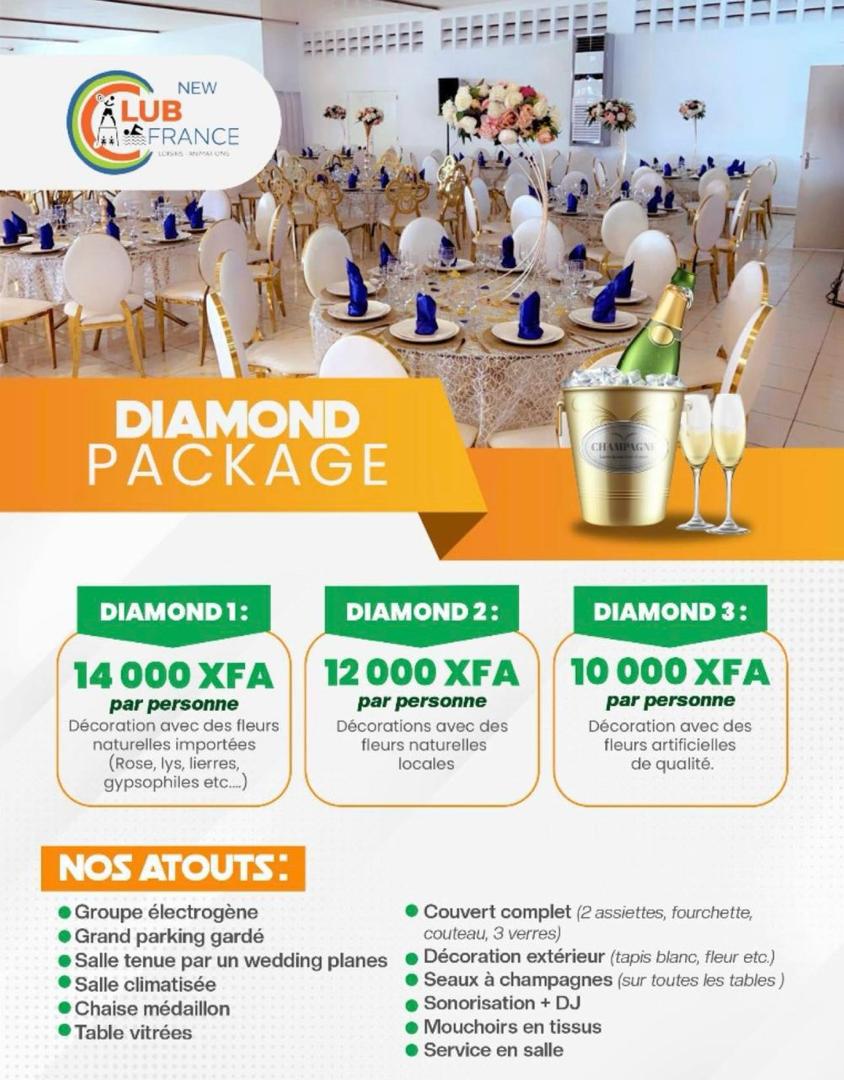 NEW
CLUB
FRANCE
LOISIRS - ANIMATIONS
CHAMPAGNE
DIAMOND
PACKAGE
DIAMOND 1 :
14 000 XFA
par personne
Décoration avec des fleurs
naturelles importées
(Rose, lys, lierres,
gypsophiles etc....)
DIAMOND 2 :
12 000 XFA
par personne
Décorations avec des
fleurs naturelles
locales
DIAMOND 3 :
10 000 XFA
par personne
Décoration avec des
fleurs artificielles
de qualité.
NOS ATOUTS :
Groupe électrogène
Grand parking gardé
Salle tenue par un wedding planes
Salle climatisée
Chaise médaillon
Table vitrées
Couvert complet (2 assiettes, fourchette,
couteau, 3 verres)
Décoration extérieur (tapis blanc, fleur etc.)
Seaux à champagnes (sur toutes les tables )
Sonorisation + DJ
Mouchoirs en tissus
Service en salle